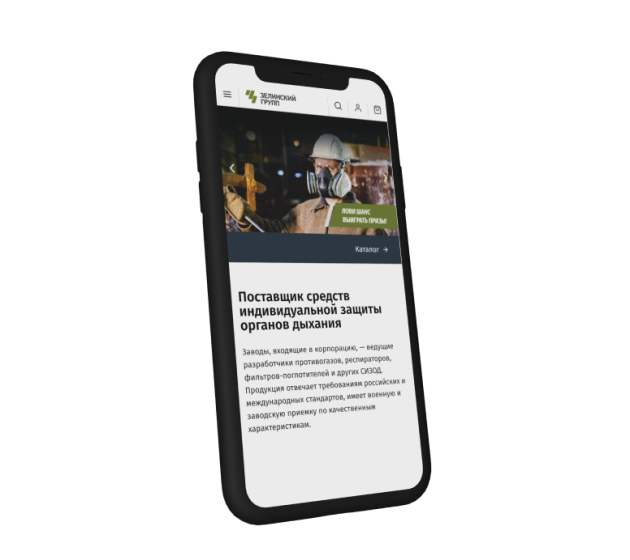 ЗЕЛИНСКИЙ
ГРУПП
ЛОВИ ШАНС
ВЫИГРАТЬ ПРИЗЫ!
Каталог →
Поставщик средств
индивидуальной защиты
органов дыхания
Заводы, входящие в корпорацию, — ведущие
разработчики противогазов, респираторов,
фильтров-поглотителей и других СИЗОД.
Продукция отвечает требованиям российских и
международных стандартов, имеет военную и
заводскую приемку по качественным
характеристикам.